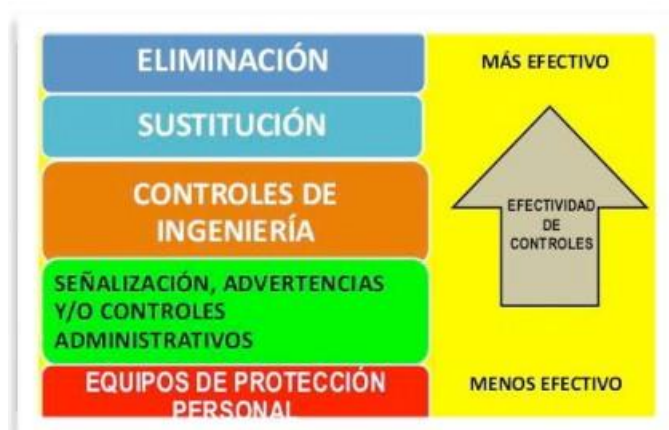 ELIMINACIÓN
MÁS EFECTIVO
SUSTITUCIÓN
CONTROLES DE
INGENIERÍA
EFECTIVIDAD
DE
CONTROLES
SEÑALIZACIÓN, ADVERTENCIAS
Y/O CONTROLES
ADMINISTRATIVOS
EQUIPOS DE PROTECCIÓN
PERSONAL
MENOS EFECTIVO